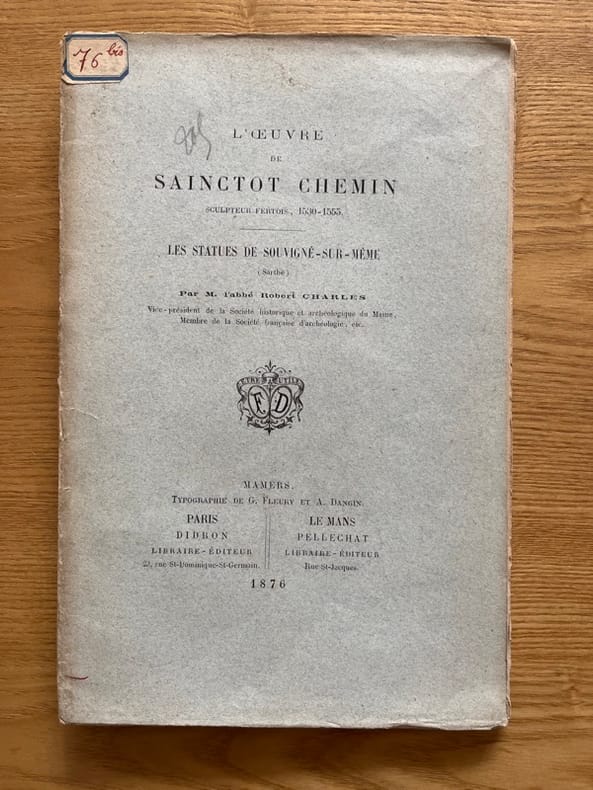 76 bis
L'ŒUVRE
DE
SAINCTOT CHEMIN
SCULPTEUR FERTOIS, 1530-1555.
LES STATUES DE SOUVIGNÉ-SUR-MÊME
(Sarthe)
Par M. l'abbé Robert CHARLES
Vice-président de la Société historique et archéologique du Maine,
Membre de la Société française d'archéologie, etc.
ETRE A UTILE
F D
MAMERS.
TYPOGRAPHIE DE G. FLEURY ET A. DANGIN.
PARIS
DIDRON
LIBRAIRE-ÉDITEUR
23, rue St-Dominique-St-Germain.
LE MANS
PELLECHAT
LIBRAIRE-ÉDITEUR
Rue St-Jacques.
1876